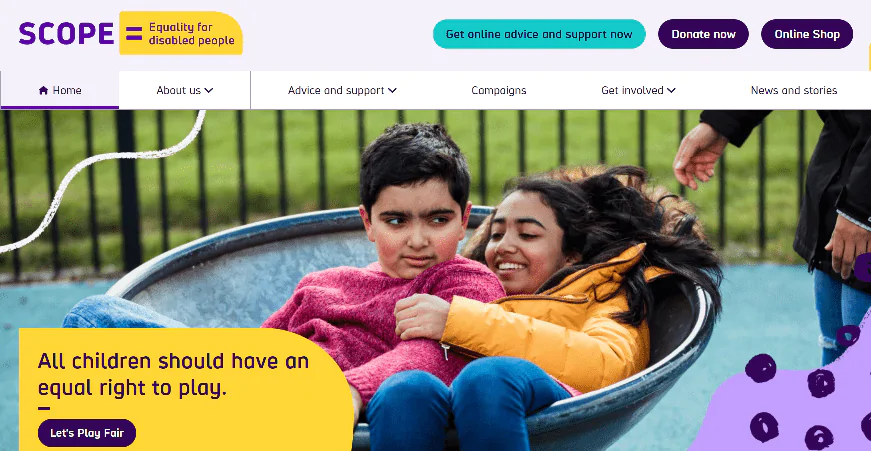 SCOPE = Equality for
disabled people
Get online advice and support now
Donate now
Online Shop
Home
About us
Advice and support
Campaigns
Get involved
News and stories
All children should have an
equal right to play.
Let's Play Fair